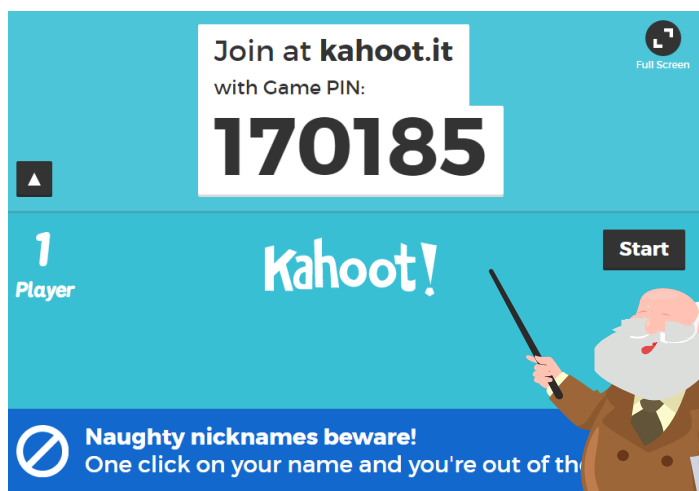 Join at kahoot.it
with Game PIN:
170185
Full Screen
1
Player
Kahoot!
Start
Naughty nicknames beware!
One click on your name and you're out of the